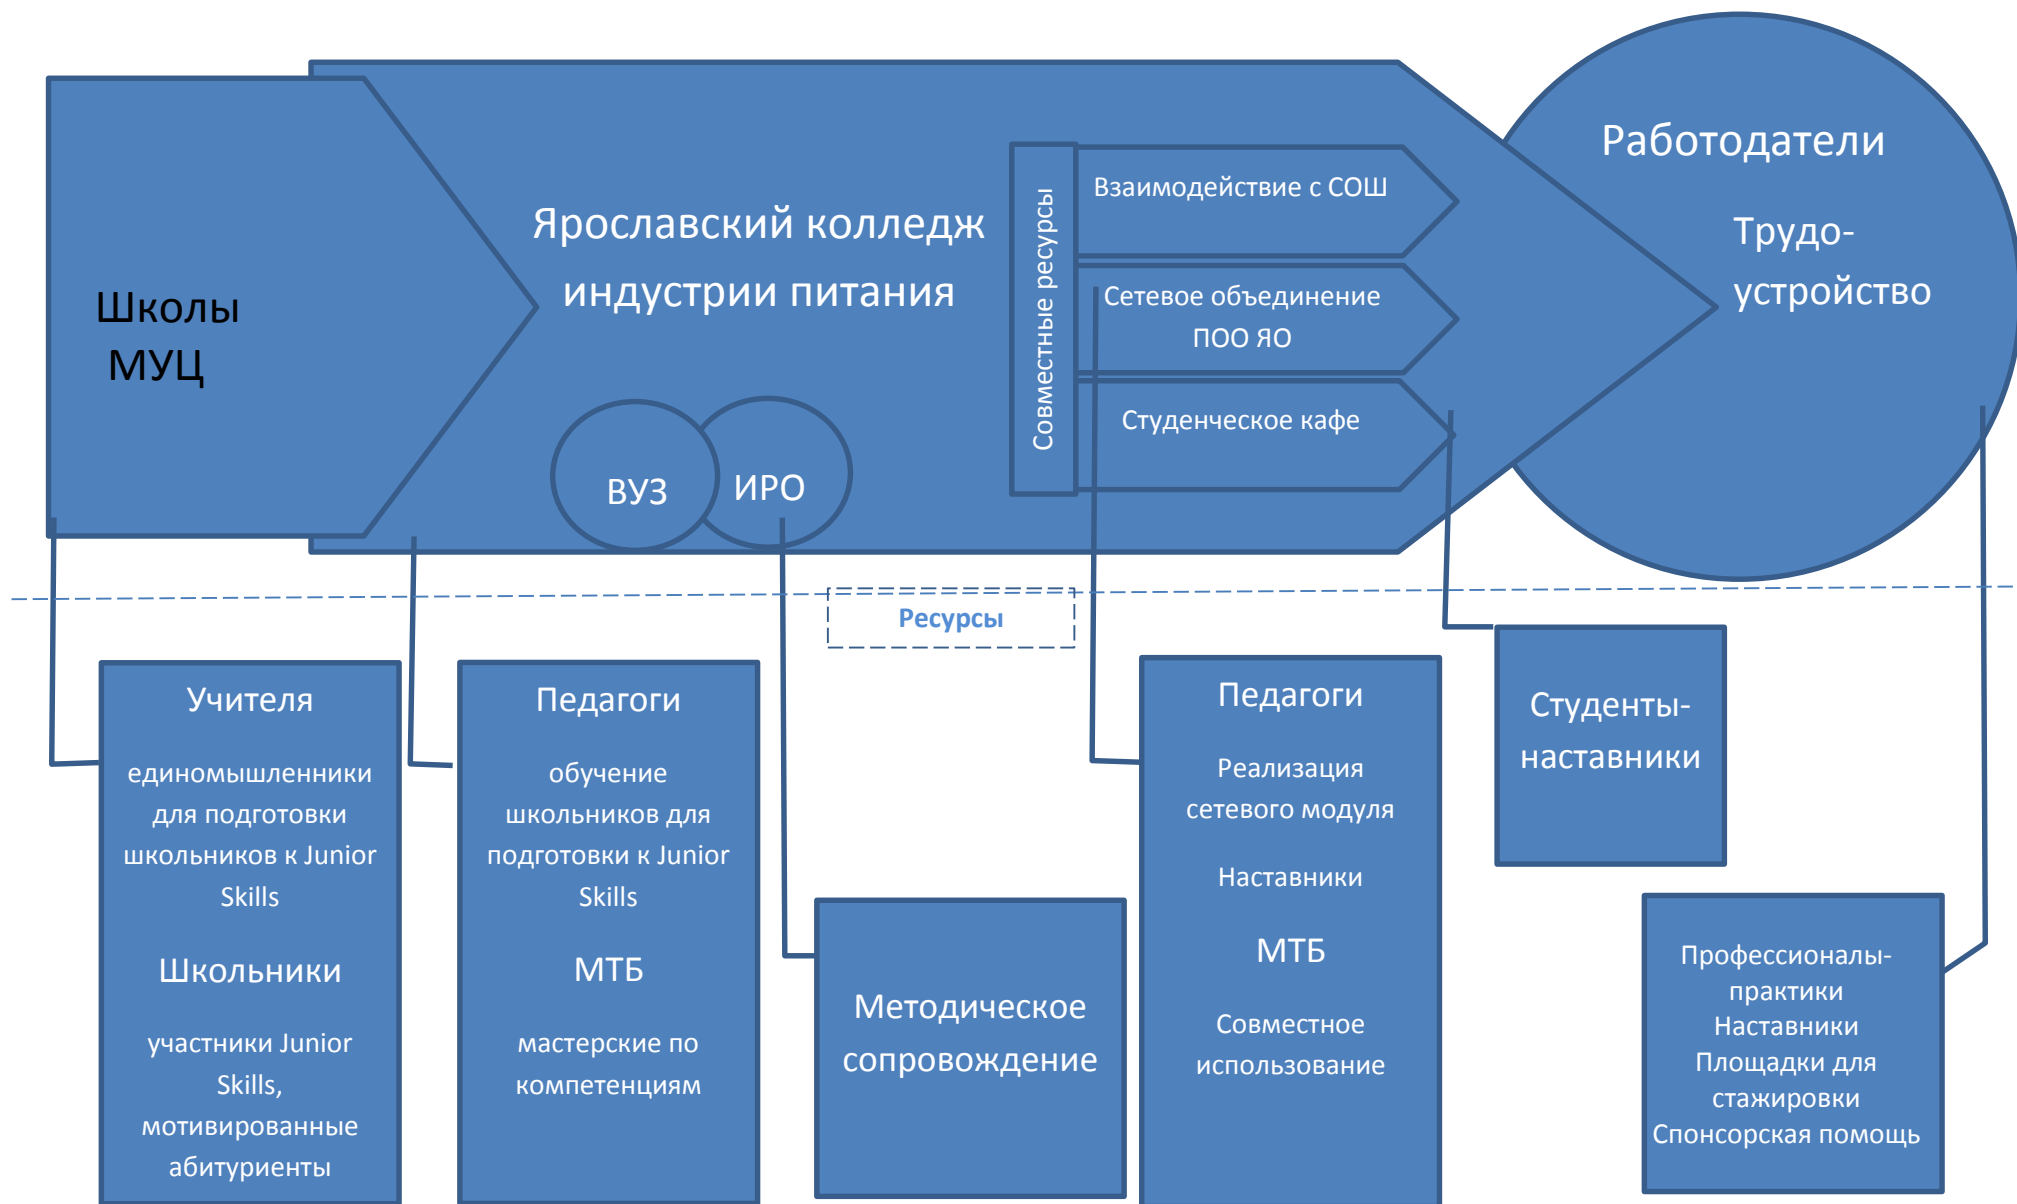 Школы
МУЦ
Ярославский колледж
индустрии питания
ВУЗ
ИРО
Совместные ресурсы
Взаимодействие с СОШ
Сетевое объединение
ПОО ЯО
Студенческое кафе
Работодатели
Трудо-
устройство
Ресурсы
Учителя
единомышленники
для подготовки
школьников к Junior
Skills
Школьники
участники Junior
Skills,
мотивированные
абитуриенты
Педагоги
обучение
школьников для
подготовки к Junior
Skills
МТБ
мастерские по
компетенциям
Методическое
сопровождение
Педагоги
Реализация
сетевого модуля
Наставники
МТБ
Совместное
использование
Студенты-
наставники
Профессионалы-
практики
Наставники
Площадки для
стажировки
Спонсорская помощь